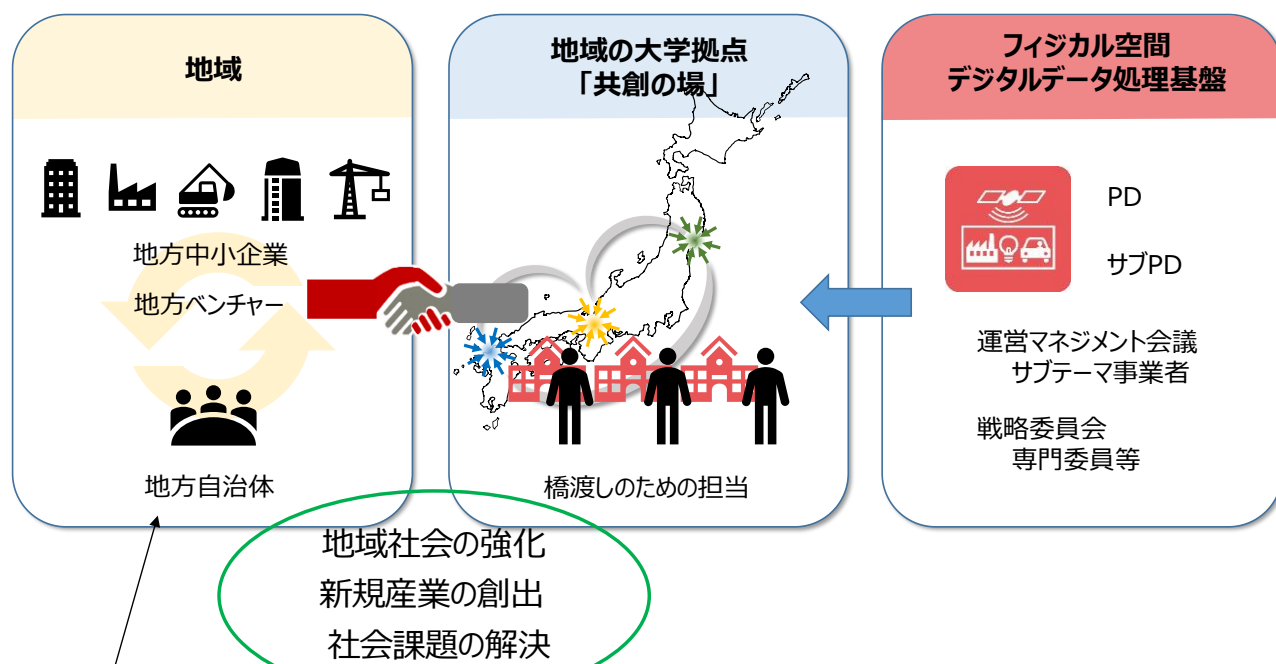 地域
地方中小企業
地方ベンチャー
地方自治体
地域の大学拠点
「共創の場」
橋渡しのための担当
フィジカル空間
デジタルデータ処理基盤
PD
サブPD
運営マネジメント会議
サブテーマ事業者
戦略委員会
専門委員等
地域社会の強化
新規産業の創出
社会課題の解決